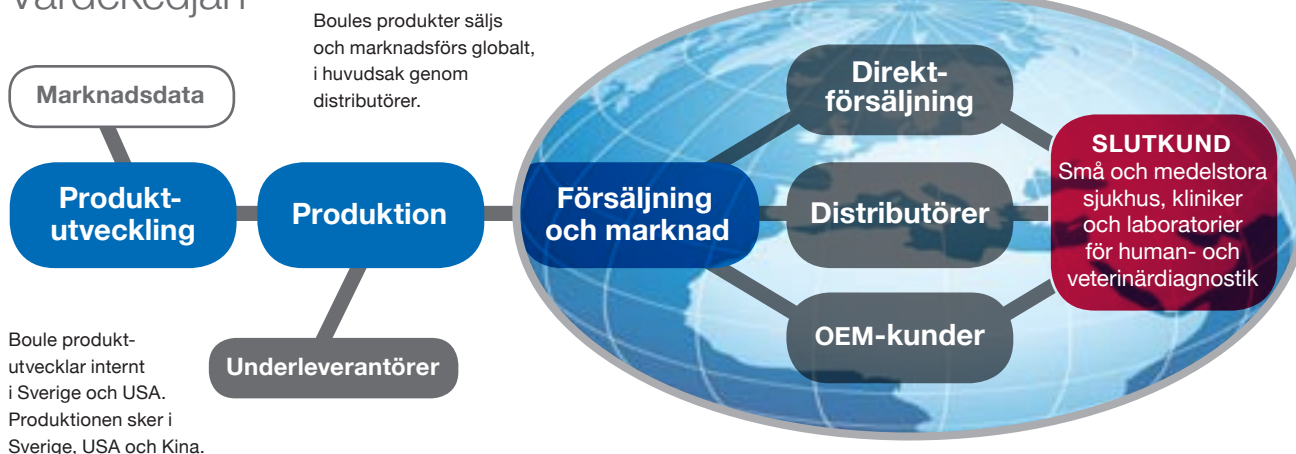 Värdekedjan
Boules produkter säljs
och marknadsförs globalt,
i huvudsak genom
distributörer.
Marknadsdata
Produkt-
utveckling
Produktion
Underleverantörer
Försäljning
och marknad
Direkt-
försäljning
Distributörer
OEM-kunder
SLUTKUND
Små och medelstora
sjukhus, kliniker
och laboratorier
för human- och
veterinärdiagnostik
Boule produkt-
utvecklar internt
i Sverige och USA.
Produktionen sker i
Sverige, USA och Kina.